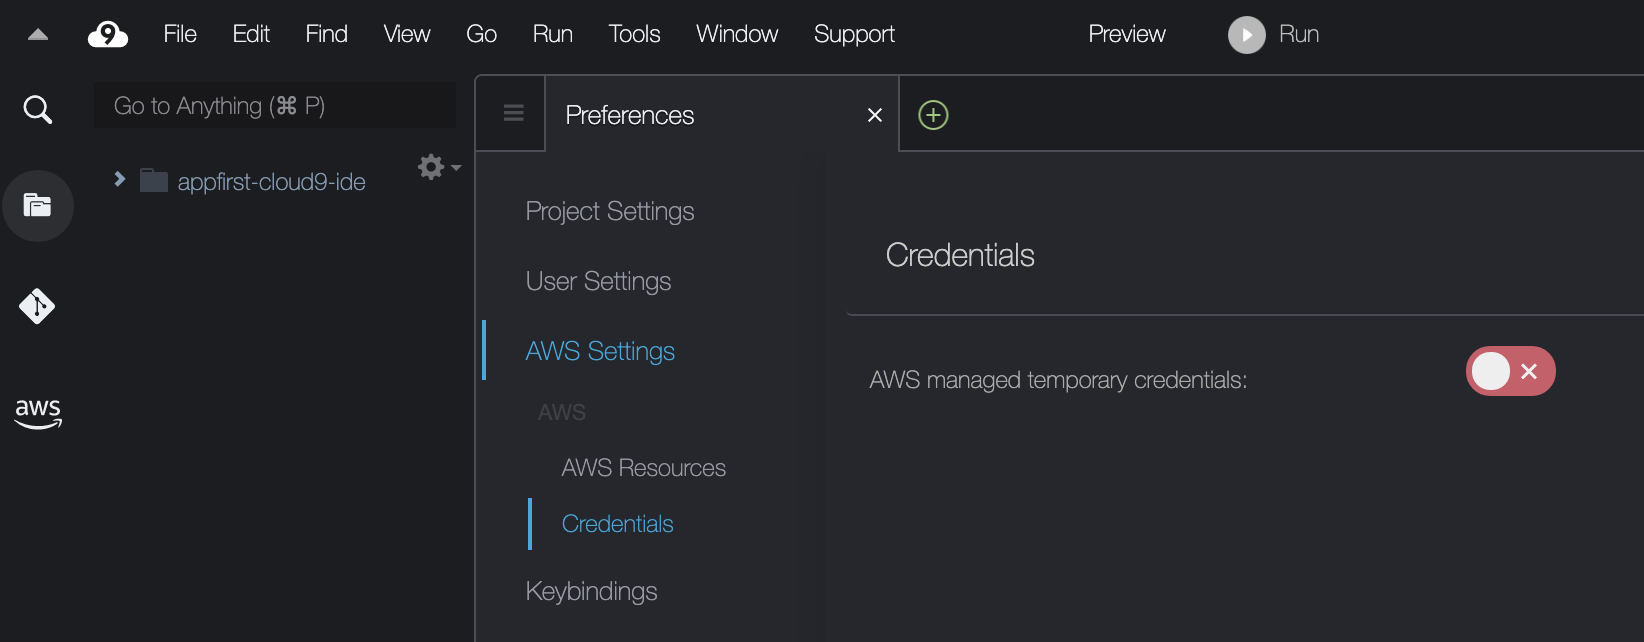 9 File Edit Find View Go Run Tools Window Support Preview Run
Go to Anything (⌘ P)
Preferences
appfirst-cloud9-ide
Project Settings
User Settings
AWS Settings
AWS
AWS Resources
Credentials
Keybindings
Credentials
AWS managed temporary credentials:
aws